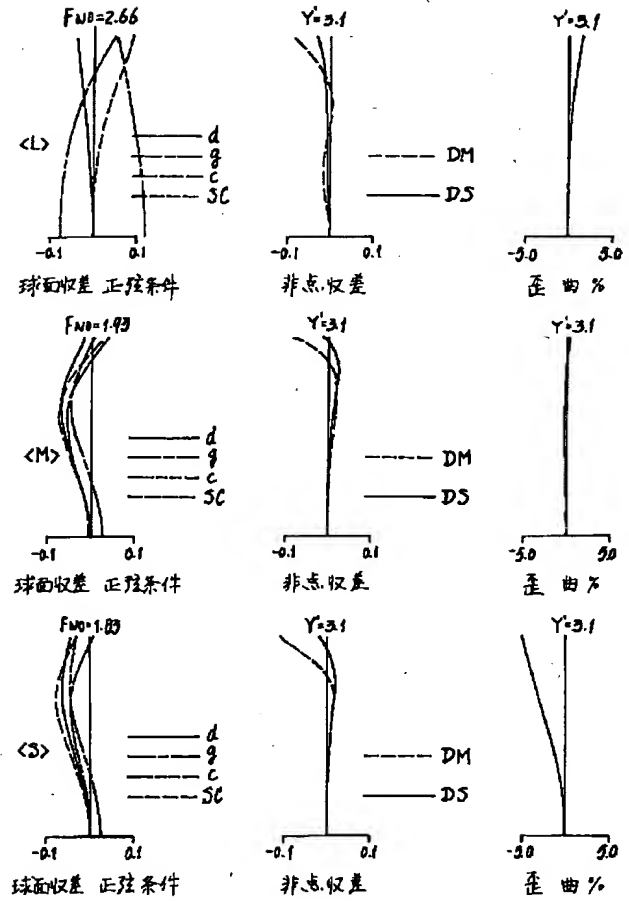 FNO=2.66 Y'=3.1 Y'=3.1
<L>
d
g
c
SC
DM
DS
-0.1 0.1 -0.1 0.1 -5.0 5.0
球面収差 正弦条件 非点収差 歪曲%
FNO=1.93 Y'=3.1 Y'=3.1
<M>
d
g
c
SC
DM
DS
-0.1 0.1 -0.1 0.1 -5.0 5.0
球面収差 正弦条件 非点収差 歪曲%
FNO=1.83 Y'=3.1 Y'=3.1
<S>
d
g
c
SC
DM
DS
-0.1 0.1 -0.1 0.1 -5.0 5.0
球面収差 正弦条件 非点収差 歪曲%